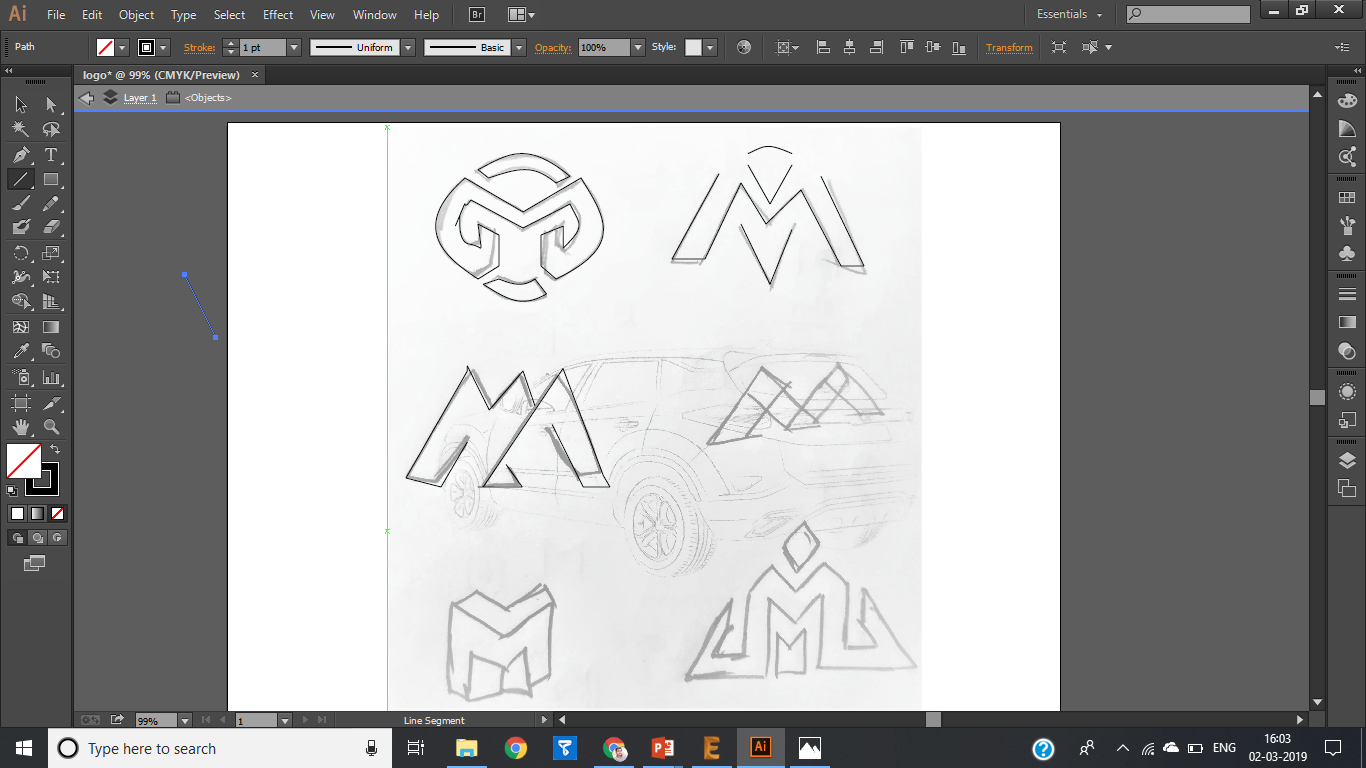 Ai File Edit Object Type Select Effect View Window Help Br Essentials
Path Stroke: 1 pt Uniform Basic Opacity: 100% Style: Transform
logo* @ 99% (CMYK/Preview) ×
Layer 1 <Objects>
99% 1 Line Segment
Type here to search Ai ENG 16:03
02-03-2019